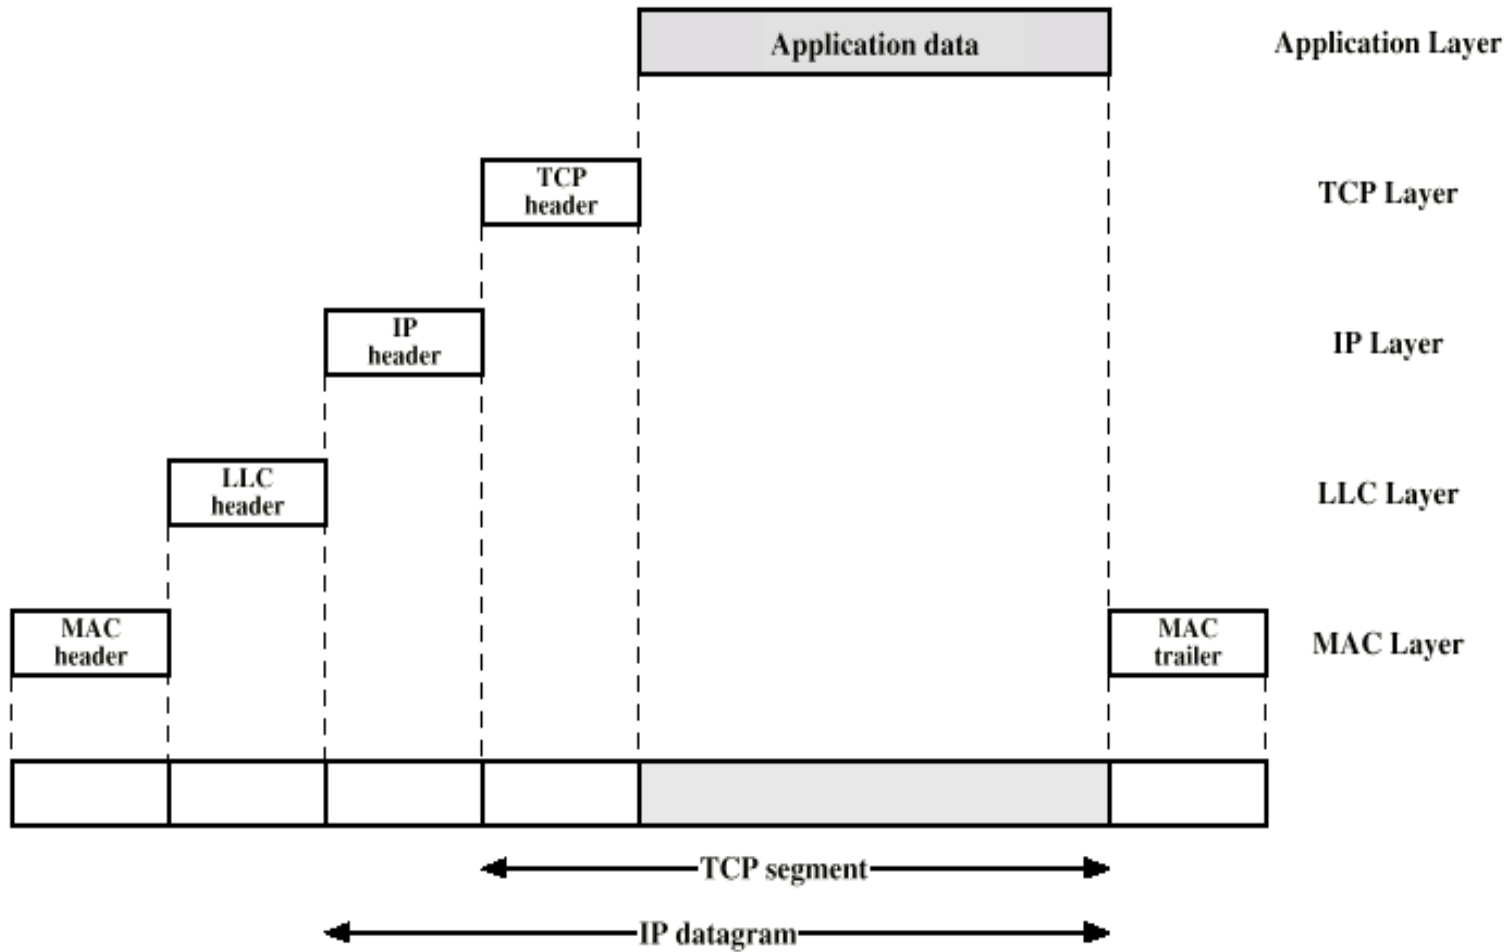 Application data
Application Layer
TCP
header
TCP Layer
IP
header
IP Layer
LLC
header
LLC Layer
MAC
header
MAC
trailer
MAC Layer
TCP segment
IP datagram